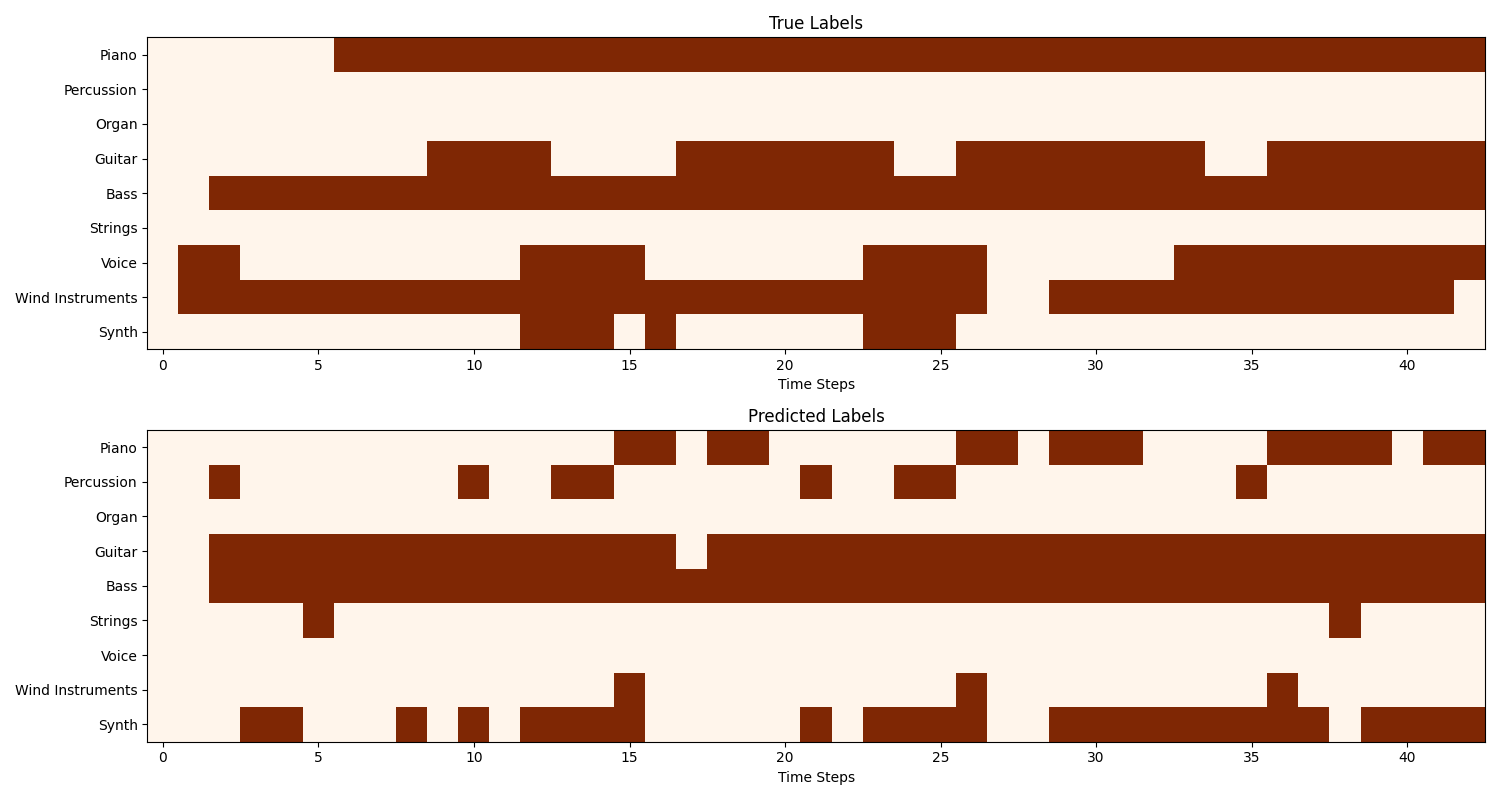 True Labels
Piano
Percussion
Organ
Guitar
Bass
Strings
Voice
Wind Instruments
Synth
0 5 10 15 20 25 30 35 40
Time Steps
Predicted Labels
Piano
Percussion
Organ
Guitar
Bass
Strings
Voice
Wind Instruments
Synth
0 5 10 15 20 25 30 35 40
Time Steps